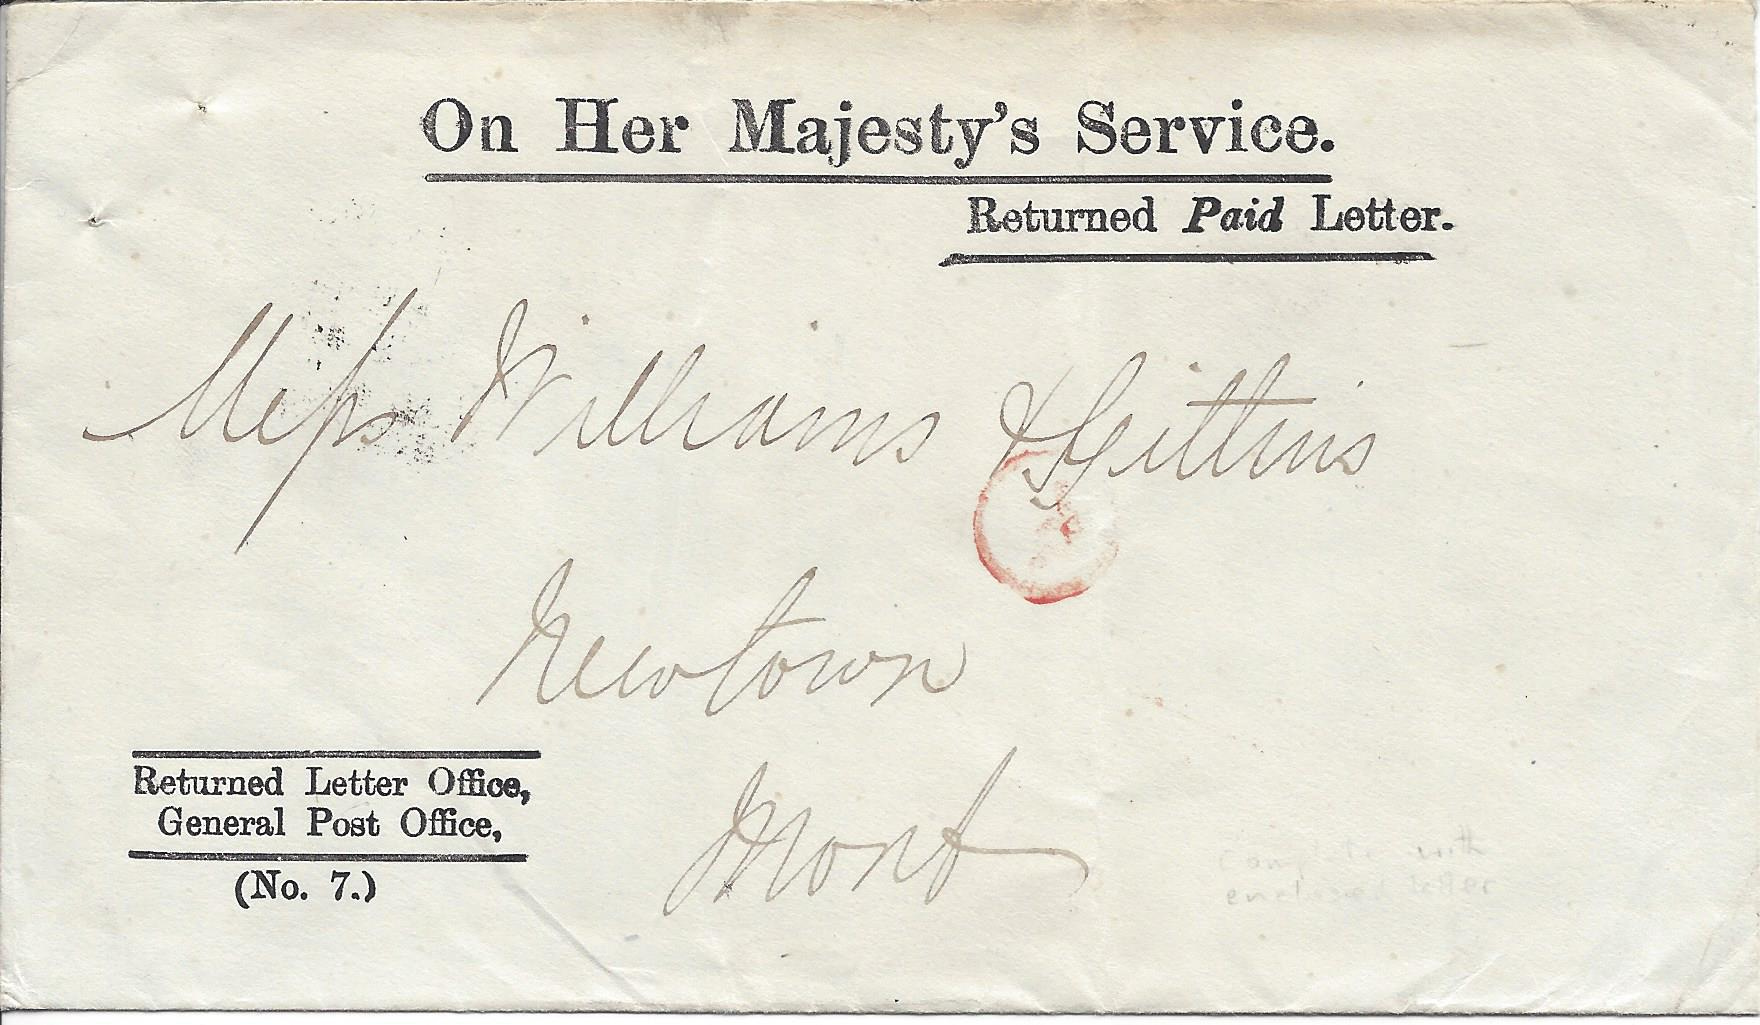 On Her Majesty's Service.
Returned Paid Letter.
Mess Williams & Gittins
Newtown
Mont
Returned Letter Office,
General Post Office,
(No. 7.)
complete with
enclosed letter